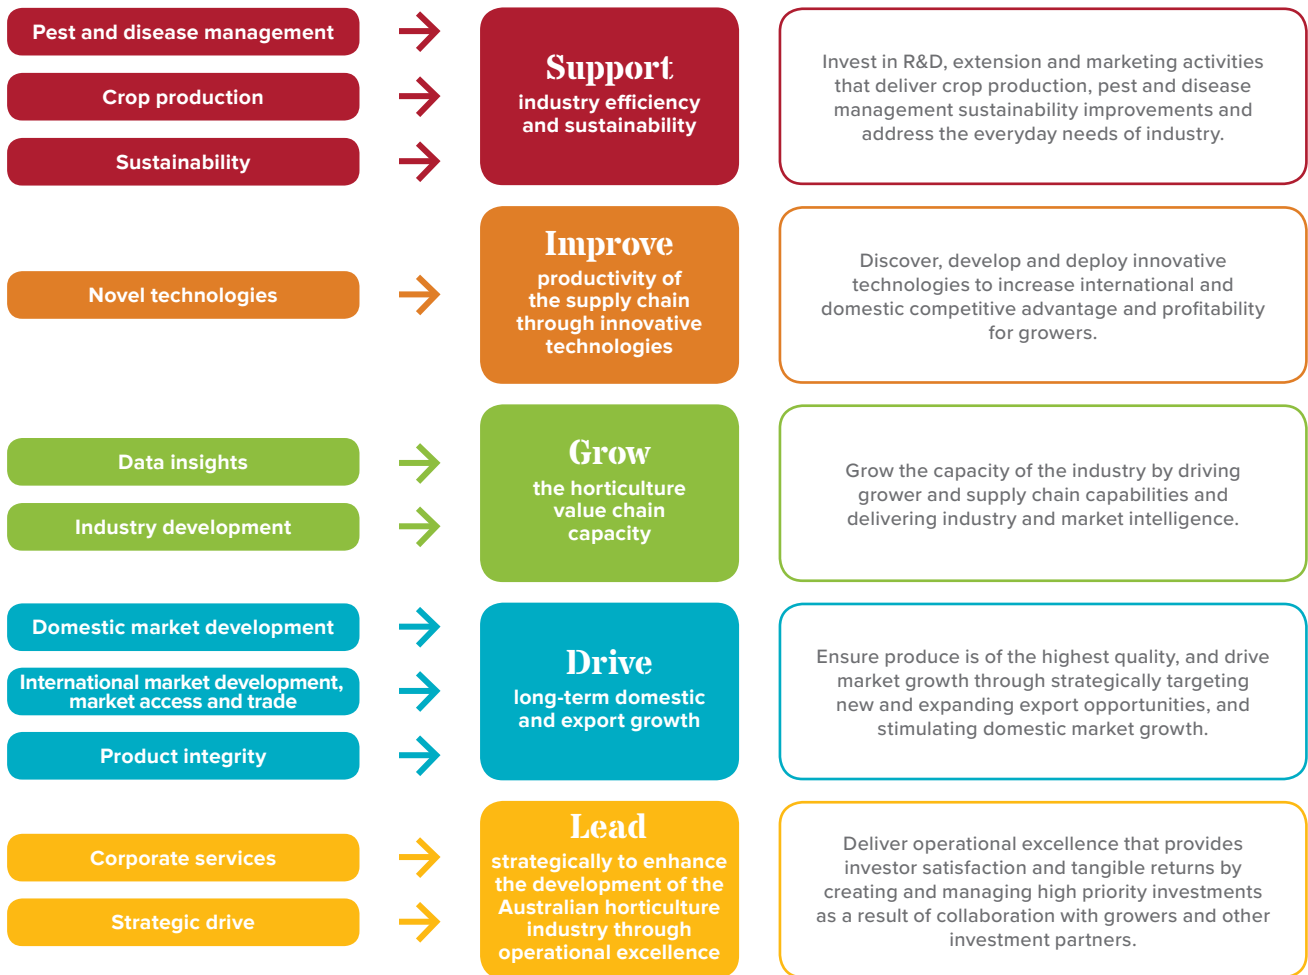 Pest and disease management
Crop production
Sustainability
Support
industry efficiency
and sustainability
Invest in R&D, extension and marketing activities
that deliver crop production, pest and disease
management sustainability improvements and
address the everyday needs of industry.
Novel technologies
Improve
productivity of
the supply chain
through innovative
technologies
Discover, develop and deploy innovative
technologies to increase international and
domestic competitive advantage and profitability
for growers.
Data insights
Industry development
Grow
the horticulture
value chain
capacity
Grow the capacity of the industry by driving
grower and supply chain capabilities and
delivering industry and market intelligence.
Domestic market development
International market development,
market access and trade
Product integrity
Drive
long-term domestic
and export growth
Ensure produce is of the highest quality, and drive
market growth through strategically targeting
new and expanding export opportunities, and
stimulating domestic market growth.
Corporate services
Strategic drive
Lead
strategically to enhance
the development of the
Australian horticulture
industry through
operational excellence
Deliver operational excellence that provides
investor satisfaction and tangible returns by
creating and managing high priority investments
as a result of collaboration with growers and other
investment partners.